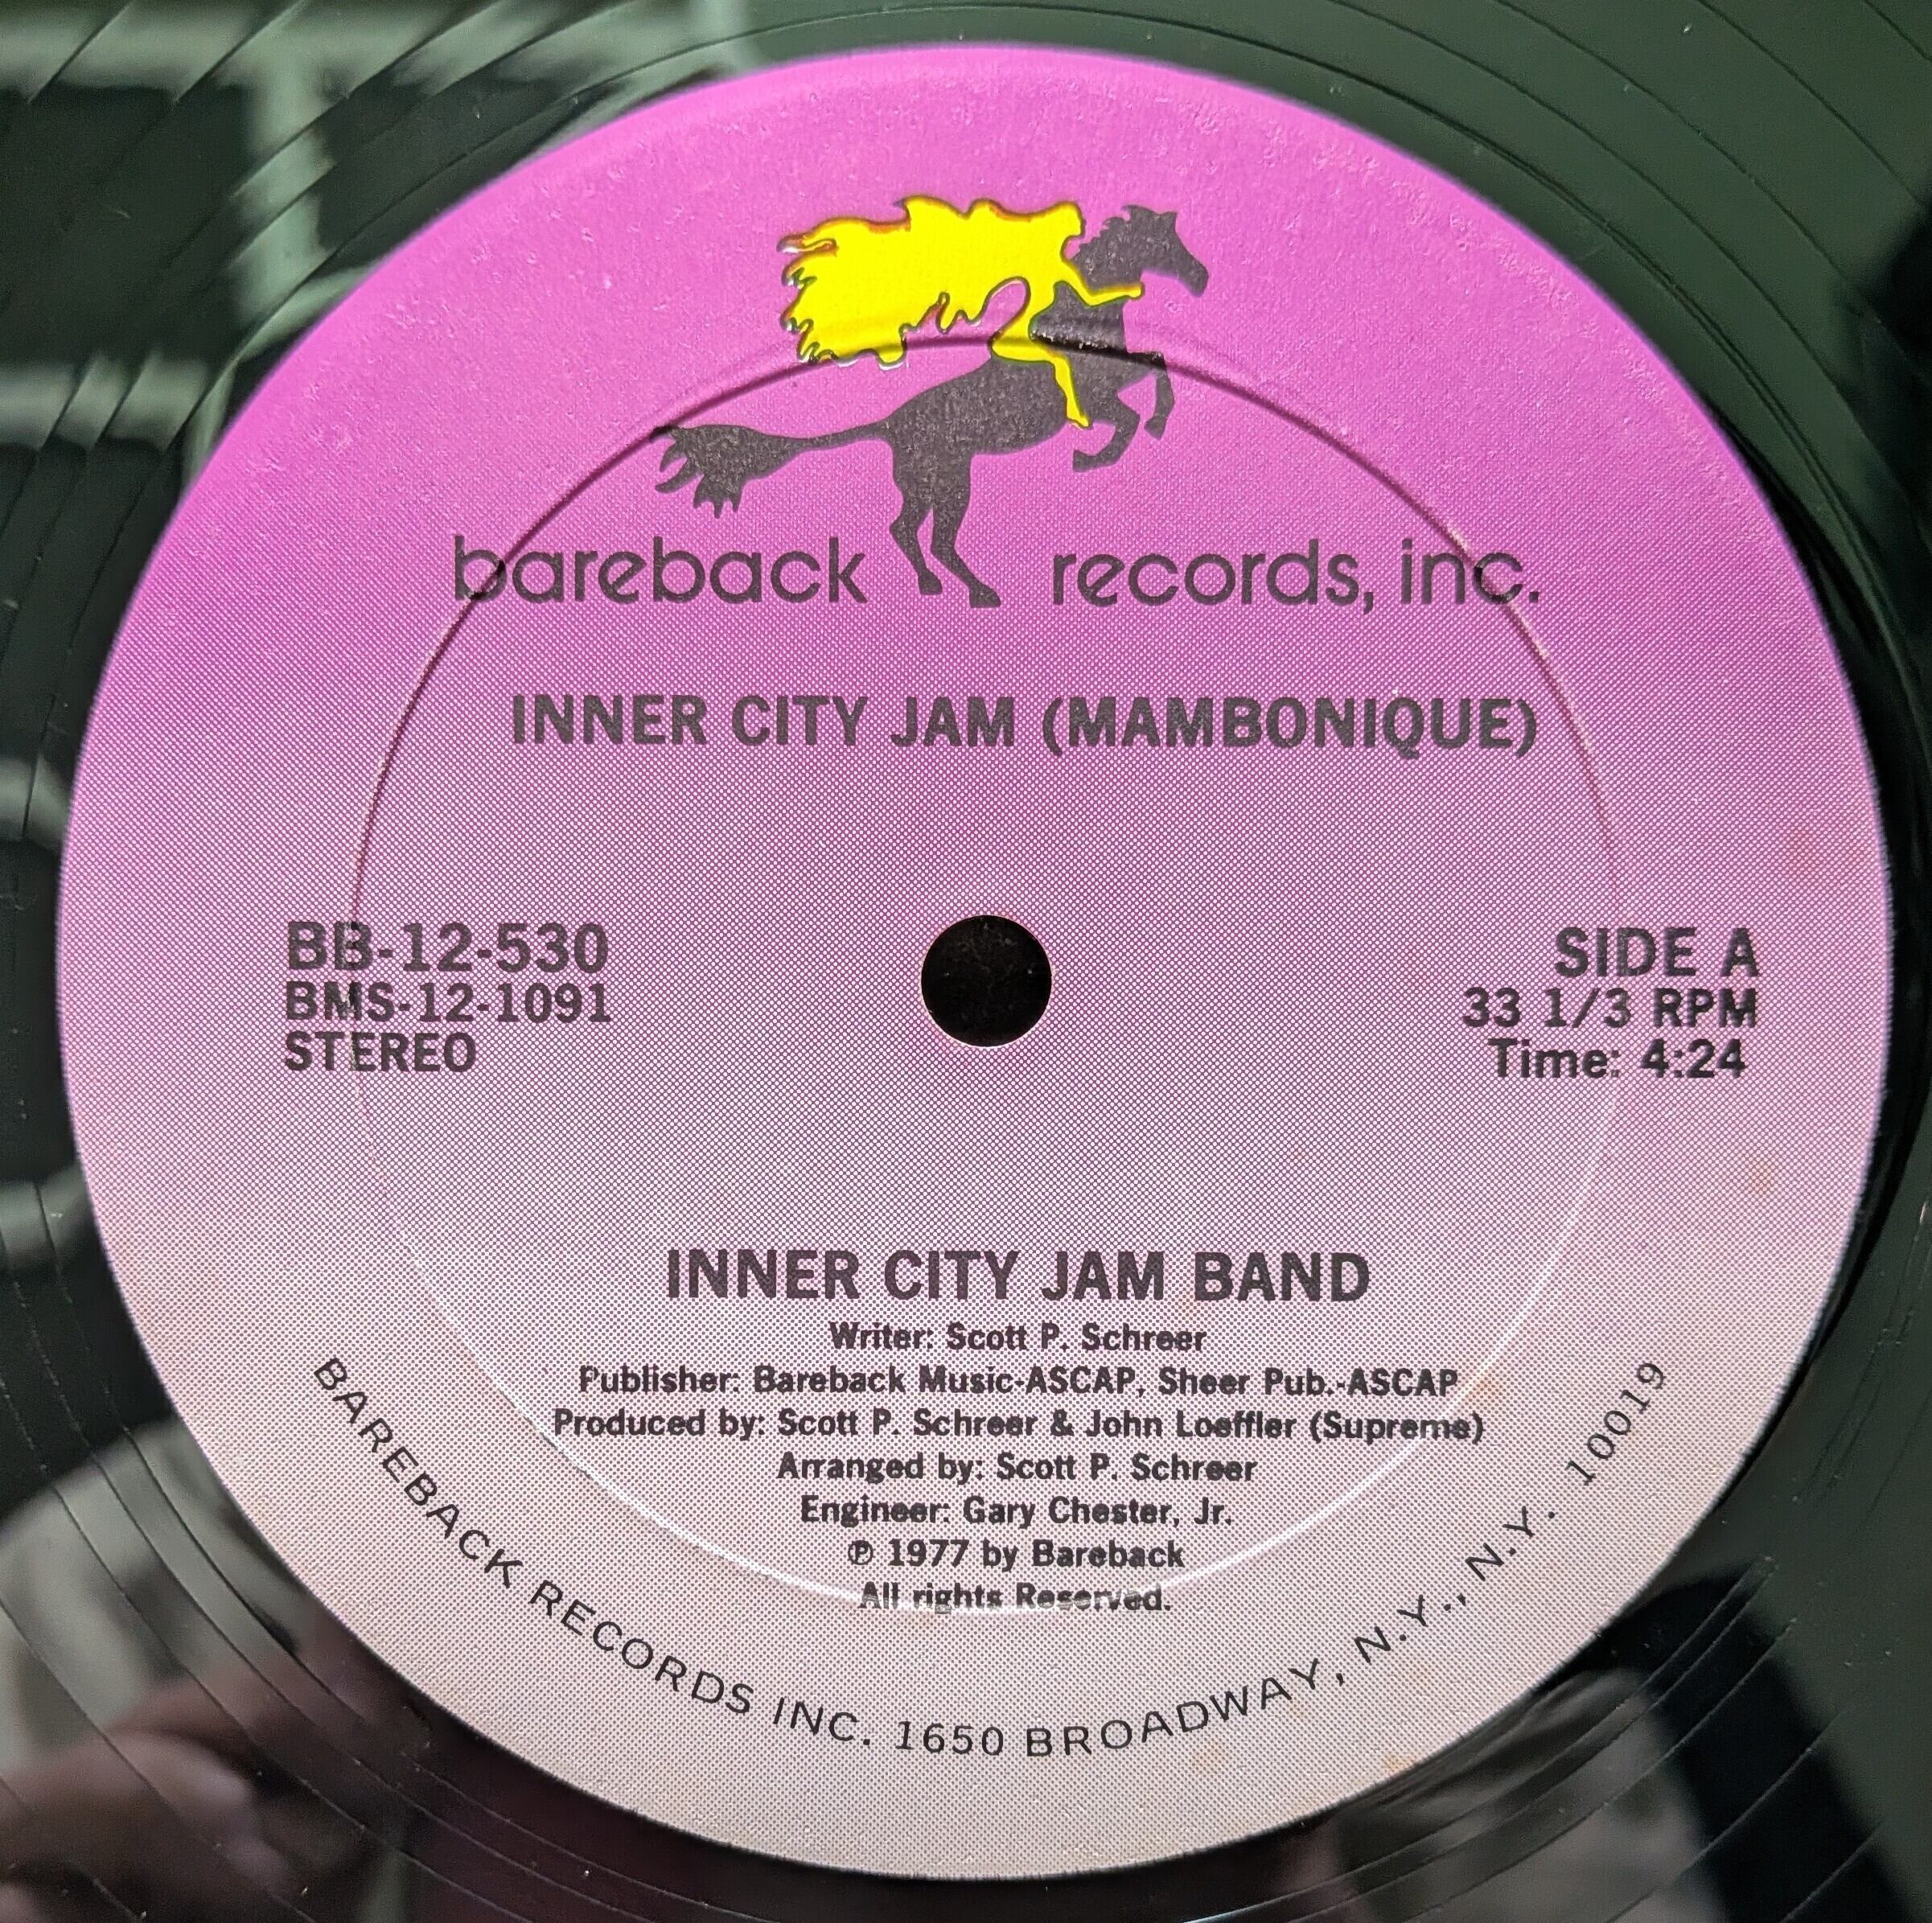 bareback records, inc.
INNER CITY JAM (MAMBONIQUE)
BB-12-530
BMS-12-1091
STEREO
SIDE A
33 1/3 RPM
Time: 4:24
INNER CITY JAM BAND
Writer: Scott P. Schreer
Publisher: Bareback Music-ASCAP, Sheer Pub.-ASCAP
Produced by: Scott P. Schreer & John Loeffler (Supreme)
Arranged by: Scott P. Schreer
Engineer: Gary Chester, Jr.
℗ 1977 by Bareback
All rights Reserved.
BAREBACK RECORDS INC. 1650 BROADWAY, N.Y., N.Y. 10019